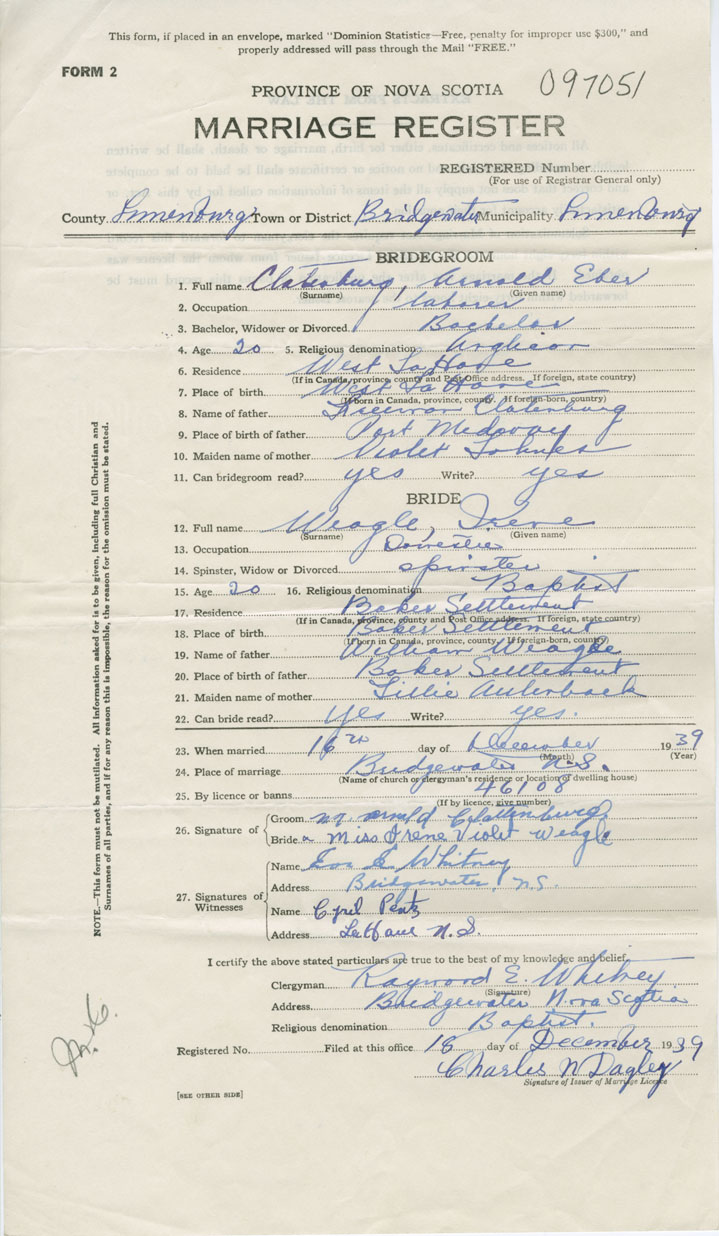 This form, if placed in an envelope, marked "Dominion Statistics—Free, penalty for improper use $300," and
properly addressed will pass through the Mail "FREE."
FORM 2
097051
PROVINCE OF NOVA SCOTIA
MARRIAGE REGISTER
REGISTERED Number
(For use of Registrar General only)
County Lunenburg Town or District Bridgewater Municipality Lunenburg
BRIDEGROOM
1. Full name Clatenburg, Arnold Eber
(Surname) (Given name)
2. Occupation laborer
3. Bachelor, Widower or Divorced. Bachelor
4. Age 20 5. Religious denomination Anglican
6. Residence West LaHave
(If in Canada, province, county and Post Office address. If foreign, state country)
7. Place of birth West LaHave
(If born in Canada, province, county. If foreign-born, country)
8. Name of father Freeman Clatenburg
9. Place of birth of father Port Medway
10. Maiden name of mother Violet
11. Can bridegroom read? yes Write? yes
BRIDE
12. Full name Weagle, Irene
(Surname) (Given name)
13. Occupation Domestic
14. Spinster, Widow or Divorced spinster
15. Age 20 16. Religious denomination Baptist
17. Residence Baker Settlement
(If in Canada, province, county and Post Office address. If foreign, state country)
18. Place of birth Baker Settlement
(If born in Canada, province, county. If foreign-born, country)
19. Name of father William Weagle
20. Place of birth of father Baker Settlement
21. Maiden name of mother Lillie Aulenback
22. Can bride read? yes Write? yes.
23. When married 16th day of December 1939
(Month) (Year)
24. Place of marriage Bridgewater N.S.
(Name of church or clergyman's residence or location of dwelling house)
25. By licence or banns 46108
(If by licence, give number)
26. Signature of
Groom Mr. Arnold Clattenburg
Bride Miss Irene Violet Weagle
27. Signatures of Witnesses
Name Eva E. Whitney
Address Bridgewater, N.S.
Name Cyril Pentz
Address LaHave N.S.
I certify the above stated particulars are true to the best of my knowledge and belief.
Clergyman Raymond E. Whitney
(Signature)
Address Bridgewater Nova Scotia
Religious denomination Baptist.
Registered No. Filed at this office 18 day of December 1939
Charles N Dagley
Signature of Issuer of Marriage Licence
[SEE OTHER SIDE]
NOTE.—This form must not be mutilated. All information asked for is to be given, including full Christian and
Surnames of all parties, and if for any reason this is impossible, the reason for the omission must be stated.